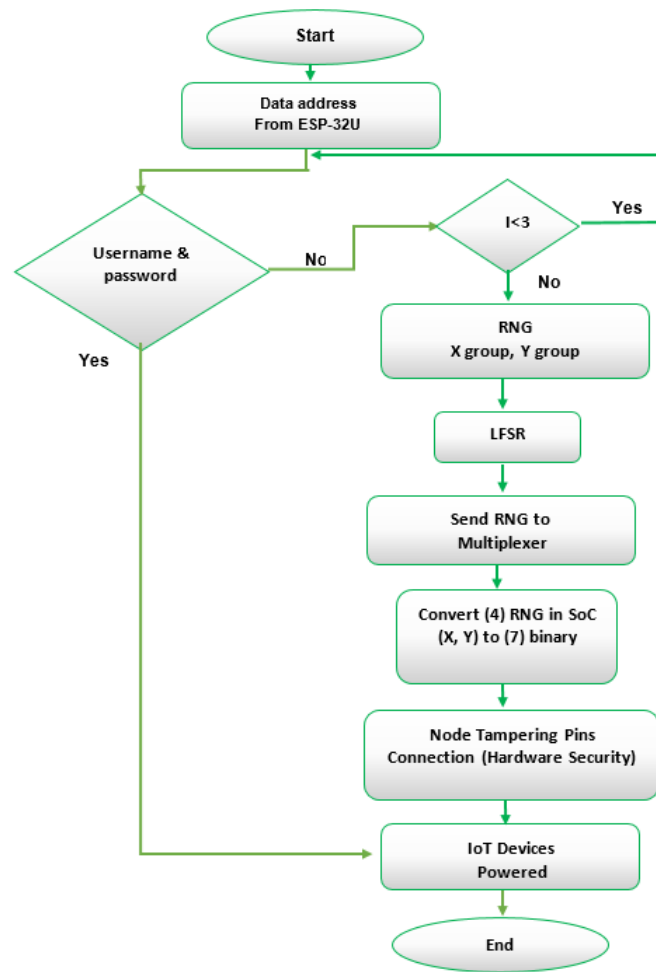 Start
Data address
From ESP-32U
Username &
password
No
I<3
Yes
No
Yes
RNG
X group, Y group
LFSR
Send RNG to
Multiplexer
Convert (4) RNG in SoC
(X, Y) to (7) binary
Node Tampering Pins
Connection (Hardware Security)
IoT Devices
Powered
End